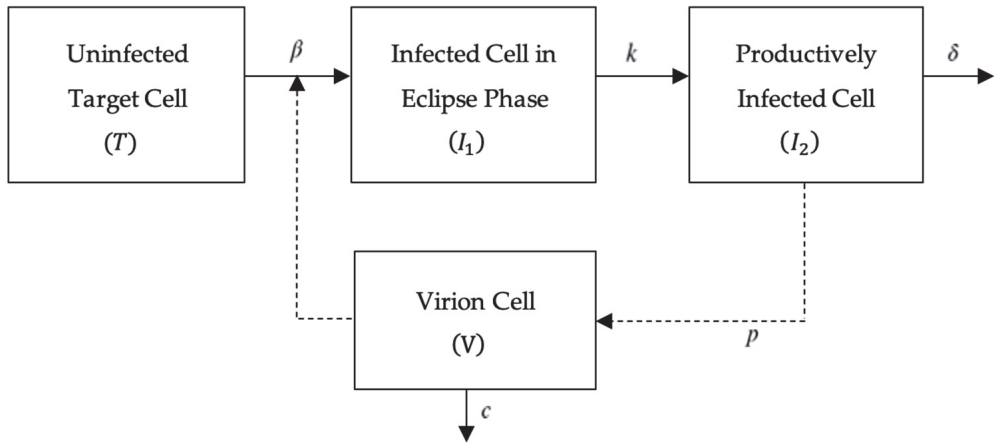 Uninfected
Target Cell
(T)
β
Infected Cell in
Eclipse Phase
(I₁)
k
Productively
Infected Cell
(I₂)
δ
Virion Cell
(V)
p
c